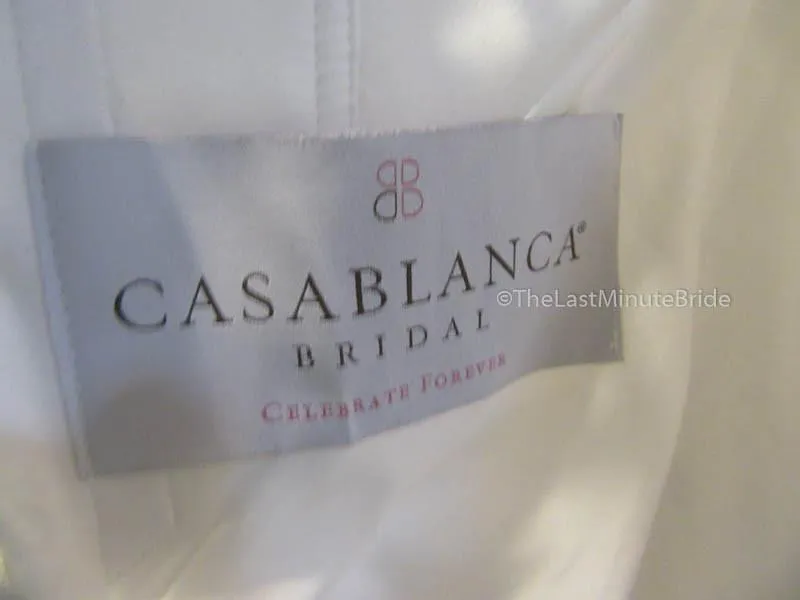 CASABLANCA®
©TheLastMinuteBride
BRIDAL
CELEBRATE FOREVER